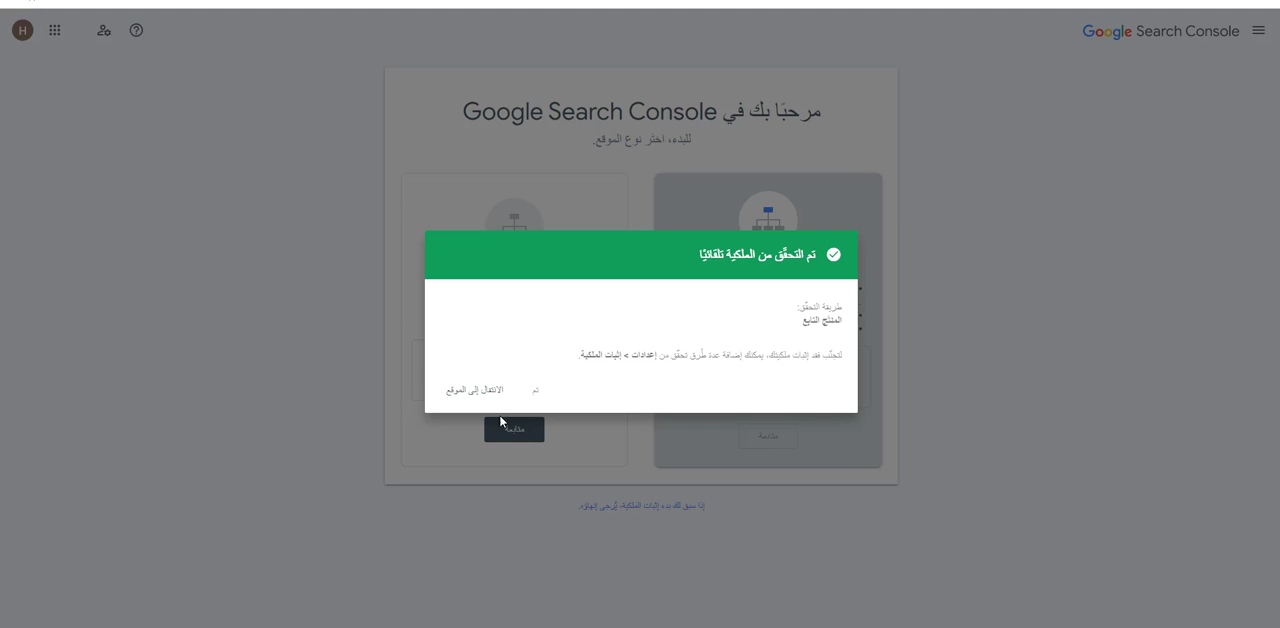 H
Google Search Console
مرحبًا بك في Google Search Console
للبدء، اختَر نوع الموقع.
تم التحقّق من الملكية تلقائيًا
طريقة التحقّق:
المنتج التابع
لتجنُّب فقد إثبات ملكيتك، يمكنك إضافة عدة طُرق تحقّق من إعدادات > إثبات الملكية.
تم
الانتقال إلى الموقع
متابعة
متابعة
إذا سبق لك بدء إثبات الملكية، يُرجى إنهاؤه.